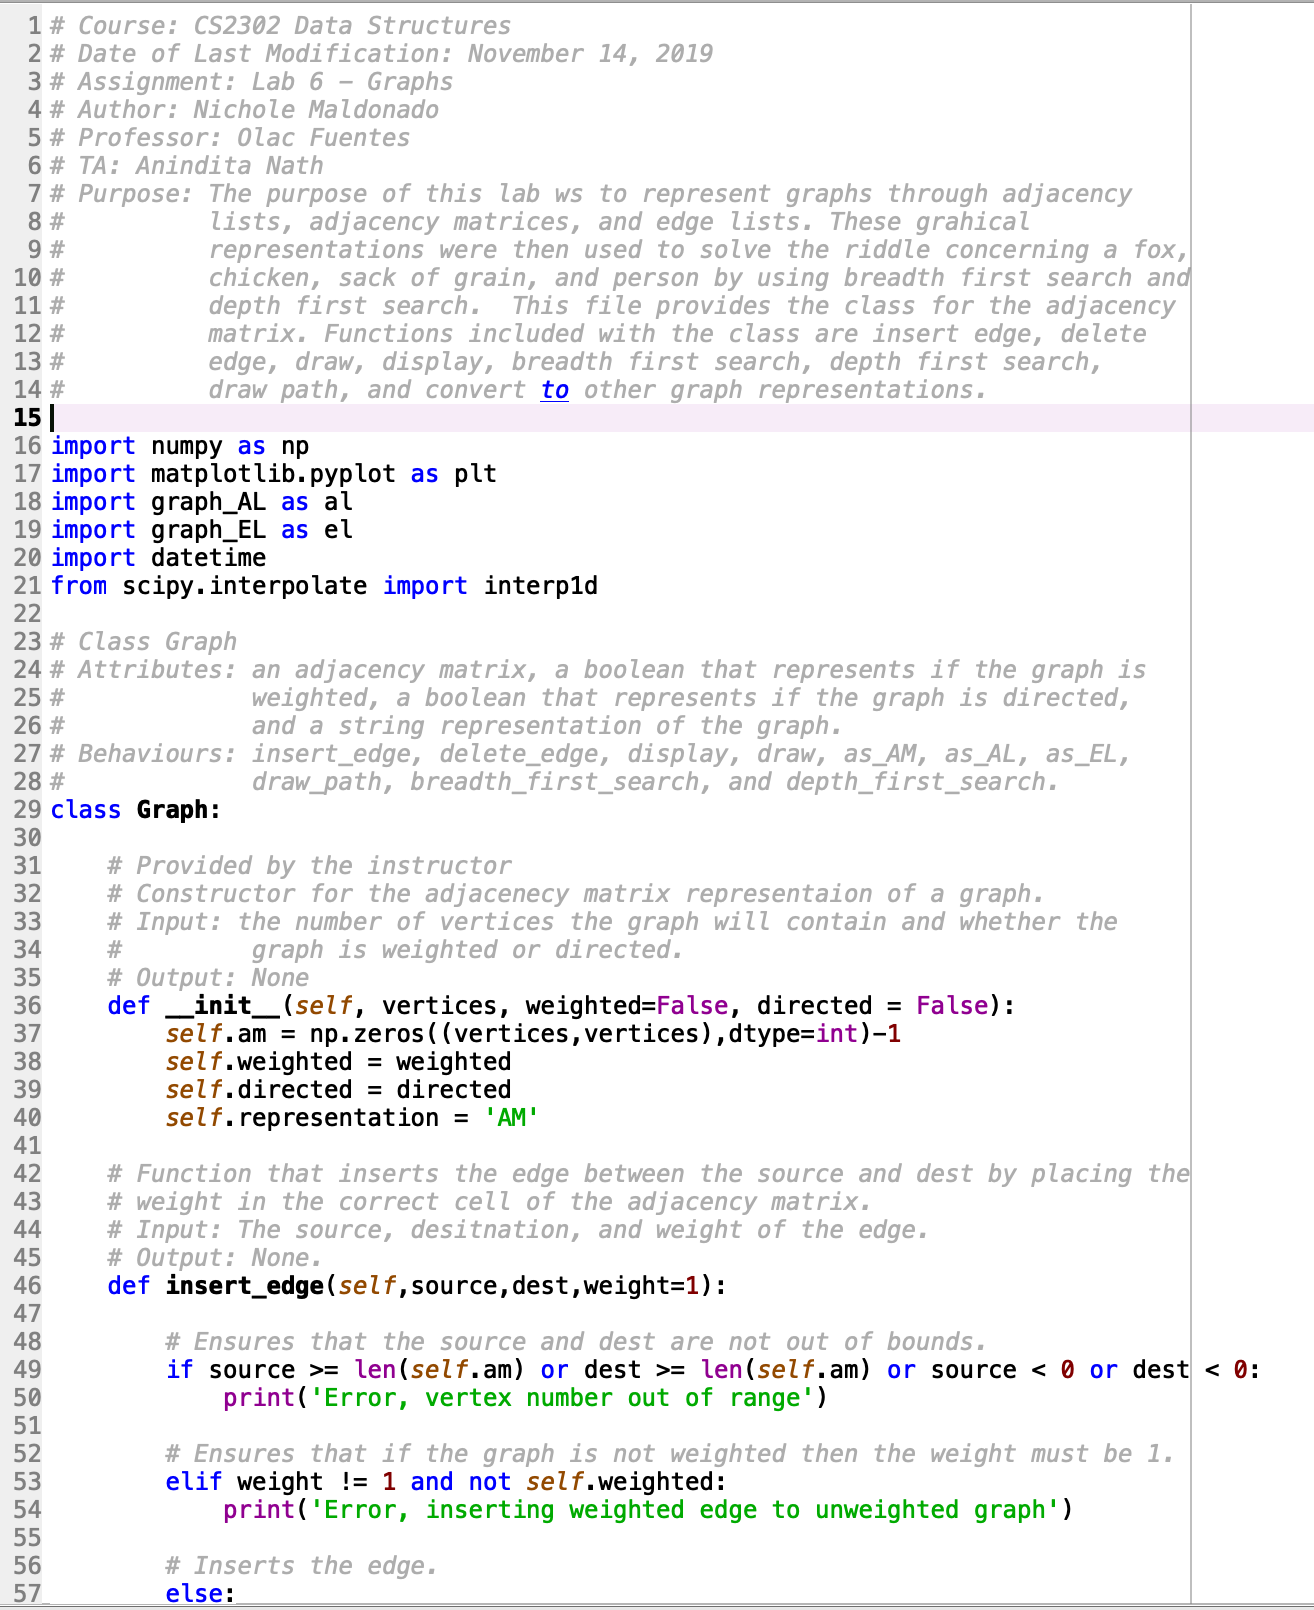 1 # Course: CS2302 Data Structures
2 # Date of Last Modification: November 14, 2019
3 # Assignment: Lab 6 – Graphs
4 # Author: Nichole Maldonado
5 # Professor: Olac Fuentes
6 # TA: Anindita Nath
7 # Purpose: The purpose of this lab ws to represent graphs through adjacency
8 #          lists, adjacency matrices, and edge lists. These grahical
9 #          representations were then used to solve the riddle concerning a fox,
10 #          chicken, sack of grain, and person by using breadth first search and
11 #          depth first search.  This file provides the class for the adjacency
12 #          matrix. Functions included with the class are insert edge, delete
13 #          edge, draw, display, breadth first search, depth first search,
14 #          draw path, and convert to other graph representations.
15
16 import numpy as np
17 import matplotlib.pyplot as plt
18 import graph_AL as al
19 import graph_EL as el
20 import datetime
21 from scipy.interpolate import interp1d
22
23 # Class Graph
24 # Attributes: an adjacency matrix, a boolean that represents if the graph is
25 #             weighted, a boolean that represents if the graph is directed,
26 #             and a string representation of the graph.
27 # Behaviours: insert_edge, delete_edge, display, draw, as_AM, as_AL, as_EL,
28 #             draw_path, breadth_first_search, and depth_first_search.
29 class Graph:
30
31     # Provided by the instructor
32     # Constructor for the adjacenecy matrix representaion of a graph.
33     # Input: the number of vertices the graph will contain and whether the
34     #         graph is weighted or directed.
35     # Output: None
36     def __init__(self, vertices, weighted=False, directed = False):
37         self.am = np.zeros((vertices,vertices),dtype=int)-1
38         self.weighted = weighted
39         self.directed = directed
40         self.representation = 'AM'
41
42     # Function that inserts the edge between the source and dest by placing the
43     # weight in the correct cell of the adjacency matrix.
44     # Input: The source, desitnation, and weight of the edge.
45     # Output: None.
46     def insert_edge(self,source,dest,weight=1):
47
48         # Ensures that the source and dest are not out of bounds.
49         if source >= len(self.am) or dest >= len(self.am) or source < 0 or dest < 0:
50             print('Error, vertex number out of range')
51
52         # Ensures that if the graph is not weighted then the weight must be 1.
53         elif weight != 1 and not self.weighted:
54             print('Error, inserting weighted edge to unweighted graph')
55
56         # Inserts the edge.
57         else: